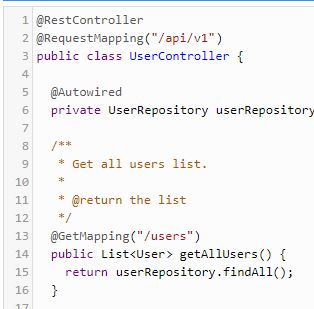 1 @RestController
2 @RequestMapping("/api/v1")
3 public class UserController {
4
5   @Autowired
6   private UserRepository userRepository
7
8   /**
9    * Get all users list.
10    *
11    * @return the list
12    */
13   @GetMapping("/users")
14   public List<User> getAllUsers() {
15     return userRepository.findAll();
16   }
17